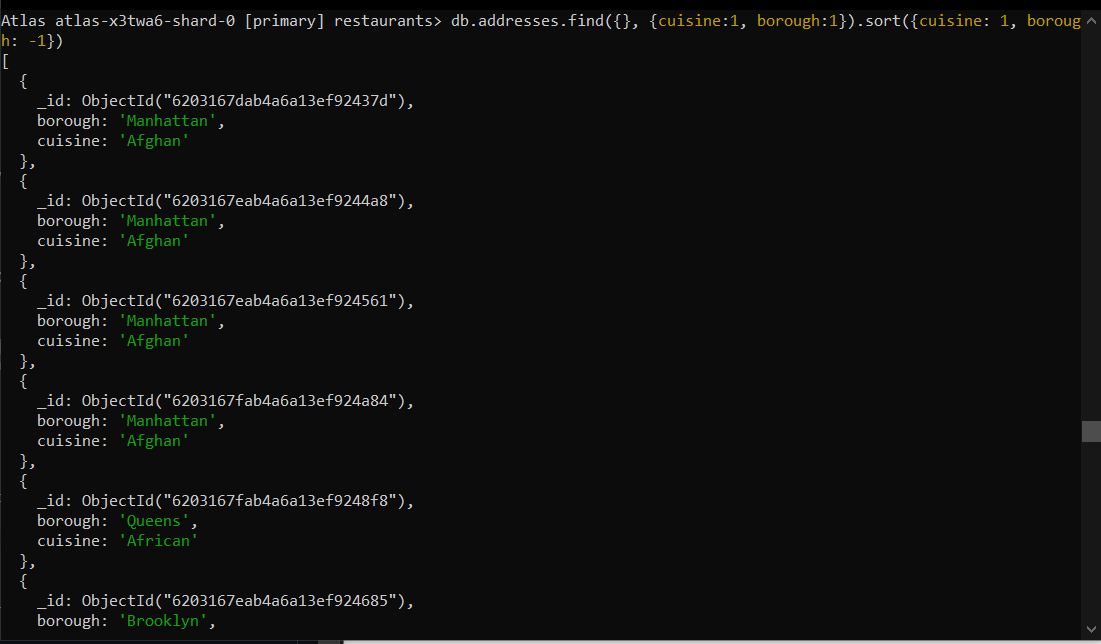 Atlas atlas-x3twa6-shard-0 [primary] restaurants> db.addresses.find({}, {cuisine:1, borough:1}).sort({cuisine: 1, boroug
h: -1})
[
  {
    _id: ObjectId("6203167dab4a6a13ef92437d"),
    borough: 'Manhattan',
    cuisine: 'Afghan'
  },
  {
    _id: ObjectId("6203167eab4a6a13ef9244a8"),
    borough: 'Manhattan',
    cuisine: 'Afghan'
  },
  {
    _id: ObjectId("6203167eab4a6a13ef924561"),
    borough: 'Manhattan',
    cuisine: 'Afghan'
  },
  {
    _id: ObjectId("6203167fab4a6a13ef924a84"),
    borough: 'Manhattan',
    cuisine: 'Afghan'
  },
  {
    _id: ObjectId("6203167fab4a6a13ef9248f8"),
    borough: 'Queens',
    cuisine: 'African'
  },
  {
    _id: ObjectId("6203167eab4a6a13ef924685"),
    borough: 'Brooklyn',